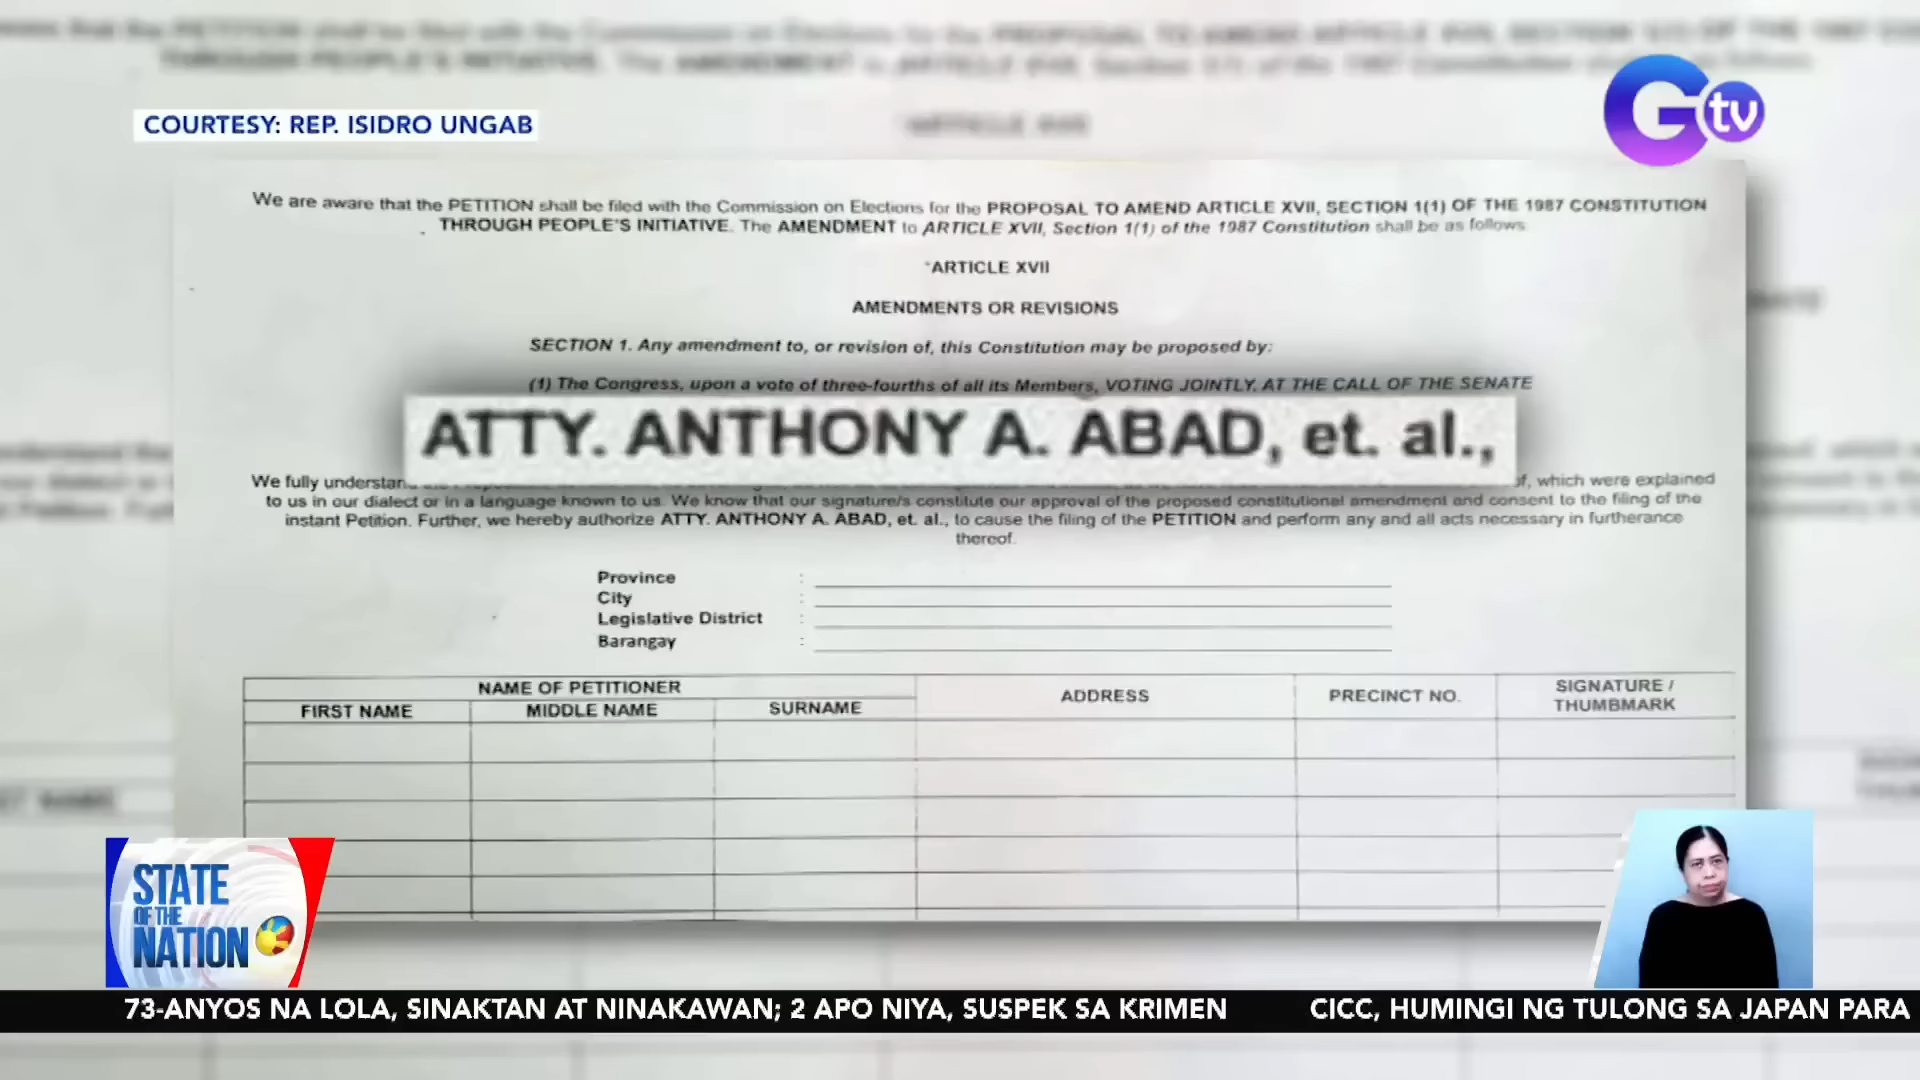 COURTESY: REP. ISIDRO UNGAB
G tv
We are aware that the PETITION shall be filed with the Commission on Elections for the PROPOSAL TO AMEND ARTICLE XVII, SECTION 1(1) OF THE 1987 CONSTITUTION
THROUGH PEOPLE'S INITIATIVE. The AMENDMENT to ARTICLE XVII, Section 1(1) of the 1987 Constitution shall be as follows
"ARTICLE XVII
AMENDMENTS OR REVISIONS
SECTION 1. Any amendment to, or revision of, this Constitution may be proposed by:
(1) The Congress, upon a vote of three-fourths of all its Members, VOTING JOINTLY, AT THE CALL OF THE SENATE
ATTY. ANTHONY A. ABAD, et. al.,
We fully understand which were explained
to us in our dialect or in a language known to us. We know that our signature/s constitute our approval of the proposed constitutional amendment and consent to the filing of the
instant Petition. Further, we hereby authorize ATTY. ANTHONY A. ABAD, et. al., to cause the filing of the PETITION and perform any and all acts necessary in furtherance
thereof.
Province :
City :
Legislative District :
Barangay :
NAME OF PETITIONER
FIRST NAME MIDDLE NAME SURNAME ADDRESS PRECINCT NO. SIGNATURE / THUMBMARK
STATE
OF THE
NATION
73-ANYOS NA LOLA, SINAKTAN AT NINAKAWAN; 2 APO NIYA, SUSPEK SA KRIMEN CICC, HUMINGI NG TULONG SA JAPAN PARA